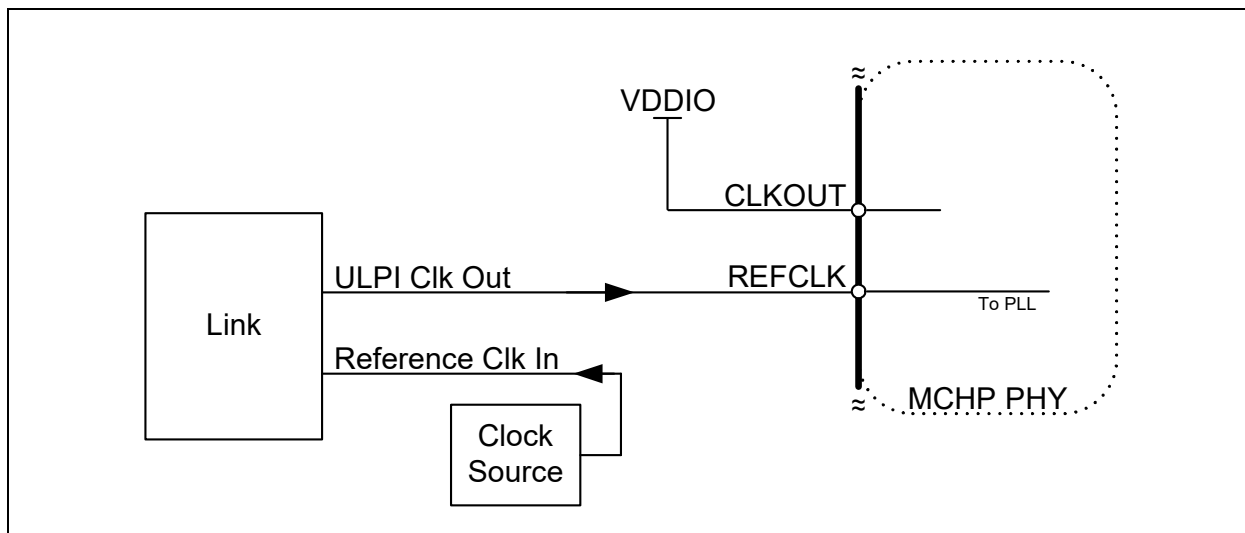 VDDIO
CLKOUT
ULPI Clk Out
REFCLK
To PLL
Link
Reference Clk In
MCHP PHY
Clock
Source